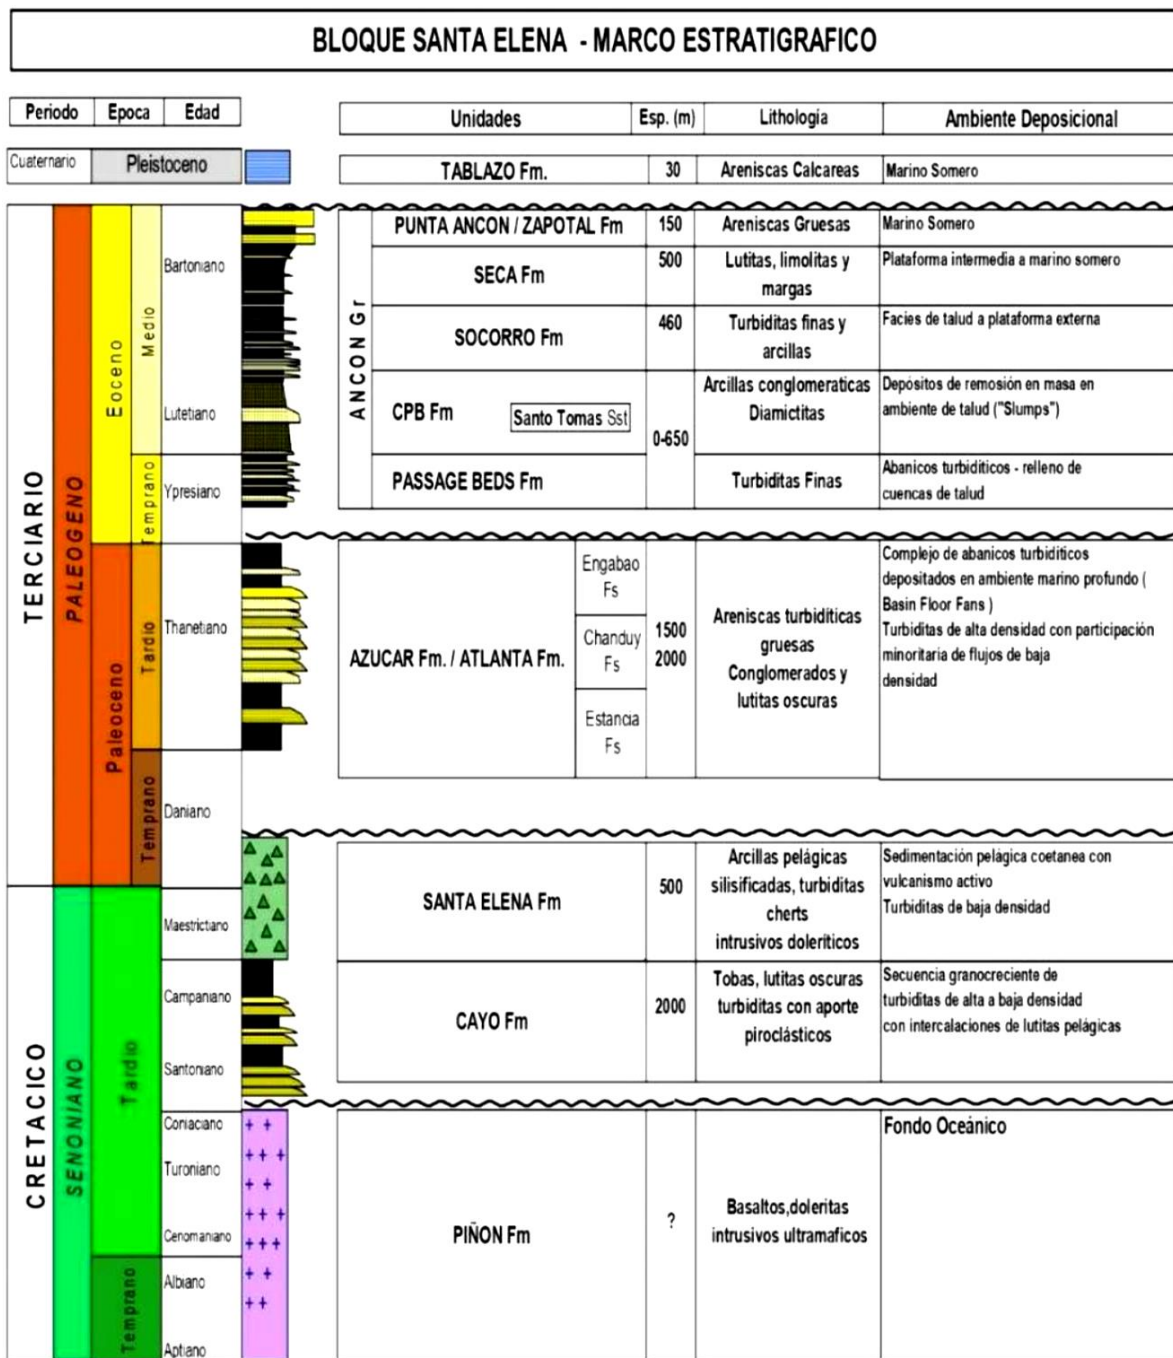 BLOQUE SANTA ELENA - MARCO ESTRATIGRAFICO
Periodo Epoca Edad
Unidades Esp. (m) Lithología Ambiente Deposicional
Cuaternario Pleistoceno
TABLAZO Fm. 30 Areniscas Calcareas Marino Somero
TERCIARIO
PALEOGENO
Eoceno
Medio
Bartoniano
Lutetiano
Temprano
Ypresiano
Paleoceno
Tardio
Thanetiano
Temprano
Daniano
CRETACICO
SENONIANO
Tardio
Maestrictiano
Campaniano
Santoniano
Coniaciano
Turoniano
Cenomaniano
Temprano
Albiano
Aptiano
ANCON Gr
PUNTA ANCON / ZAPOTAL Fm 150 Areniscas Gruesas Marino Somero
SECA Fm 500 Lutitas, limolitas y
margas
Plataforma intermedia a marino somero
SOCORRO Fm 460 Turbiditas finas y
arcillas
Facies de talud a plataforma externa
CPB Fm Santo Tomas Sst
0-650
Arcillas conglomeraticas
Diamictitas
Depósitos de remosión en masa en
ambiente de talud ("Slumps")
PASSAGE BEDS Fm Turbiditas Finas
Abanicos turbidíticos - relleno de
cuencas de talud
AZUCAR Fm. / ATLANTA Fm.
Engabao
Fs
Chanduy
Fs
Estancia
Fs
1500
2000
Areniscas turbidíticas
gruesas
Conglomerados y
lutitas oscuras
Complejo de abanicos turbidíticos
depositados en ambiente marino profundo (
Basin Floor Fans )
Turbiditas de alta densidad con participación
minoritaria de flujos de baja
densidad
SANTA ELENA Fm 500
Arcillas pelágicas
silisificadas, turbiditas
cherts
intrusivos doleríticos
Sedimentación pelágica coetanea con
vulcanismo activo
Turbiditas de baja densidad
CAYO Fm 2000
Tobas, lutitas oscuras
turbiditas con aporte
piroclásticos
Secuencia granocreciente de
turbiditas de alta a baja densidad
con intercalaciones de lutitas pelágicas
PIÑON Fm ?
Basaltos,doleritas
intrusivos ultramaficos
Fondo Oceánico